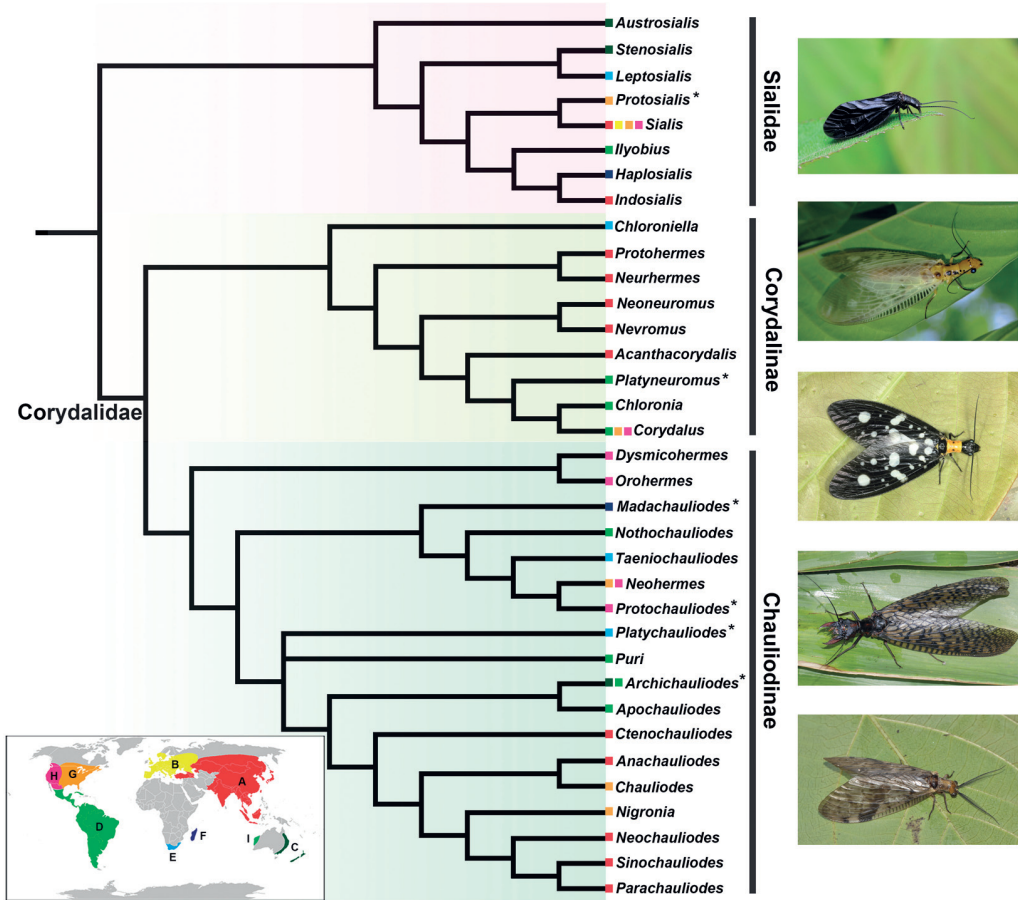 Austrosialis
Stenosialis
Leptosialis
Protosialis *
Sialis
Ilyobius
Haplosialis
Indosialis
Sialidae
Chloroniella
Protohermes
Neurhermes
Neoneuromus
Nevromus
Acanthacorydalis
Platyneuromus *
Chloronia
Corydalus
Corydalinae
Corydalidae
Dysmicohermes
Orohermes
Madachauliodes *
Nothochauliodes
Taeniochauliodes
Neohermes
Protochauliodes *
Platychauliodes *
Puri
Archichauliodes *
Apochauliodes
Ctenochauliodes
Anachauliodes
Chauliodes
Nigronia
Neochauliodes
Sinochauliodes
Parachauliodes
Chauliodinae
H
G
B
A
D
F
I
C
E